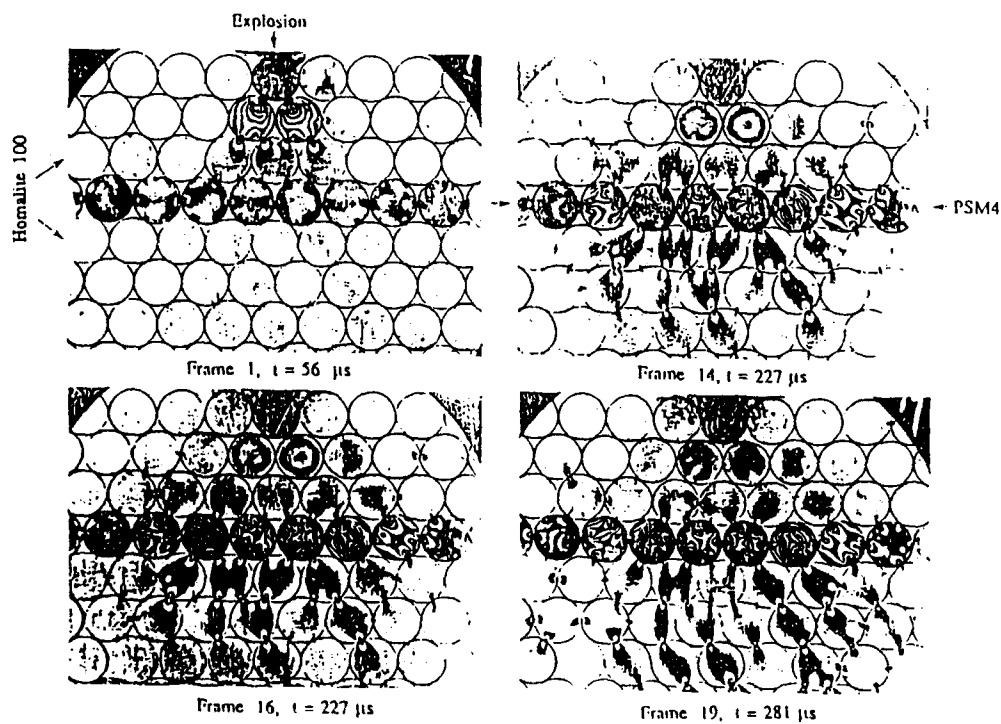 Explosion
Homalite 100
PSM4
Frame 1, t = 56 µs
Frame 14, t = 227 µs
Frame 16, t = 227 µs
Frame 19, t = 281 µs